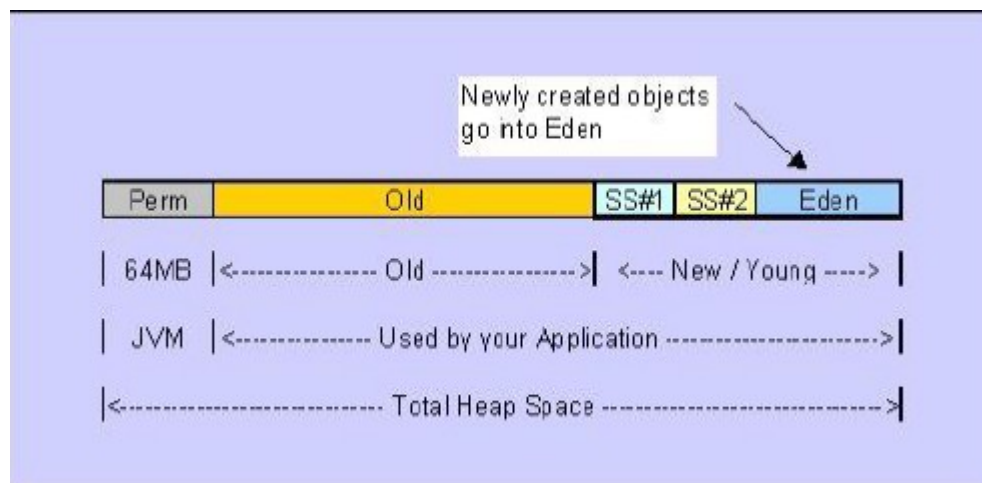 Newly created objects
go into Eden
Perm Old SS#1 SS#2 Eden
| 64MB |<---------------- Old ---------------->| <---- New / Young ----->|
| JVM |<--------------- Used by your Application ------------------------->|
|<---------------------------- Total Heap Space ----------------------------->|